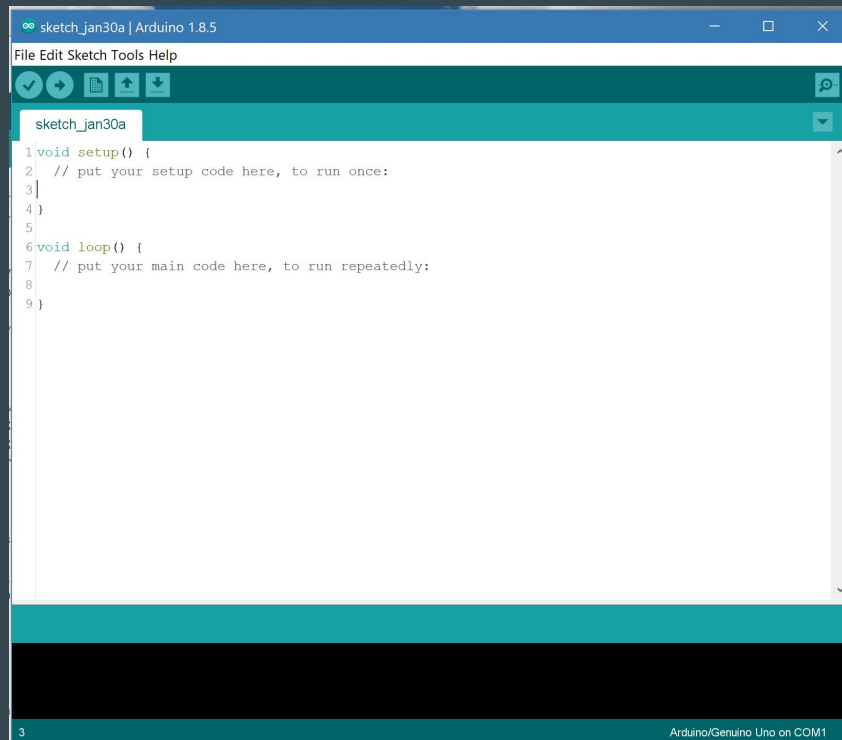 sketch_jan30a | Arduino 1.8.5
File Edit Sketch Tools Help
sketch_jan30a
1 void setup() {
2   // put your setup code here, to run once:
3
4 }
5
6 void loop() {
7   // put your main code here, to run repeatedly:
8
9 }
3 Arduino/Genuino Uno on COM1